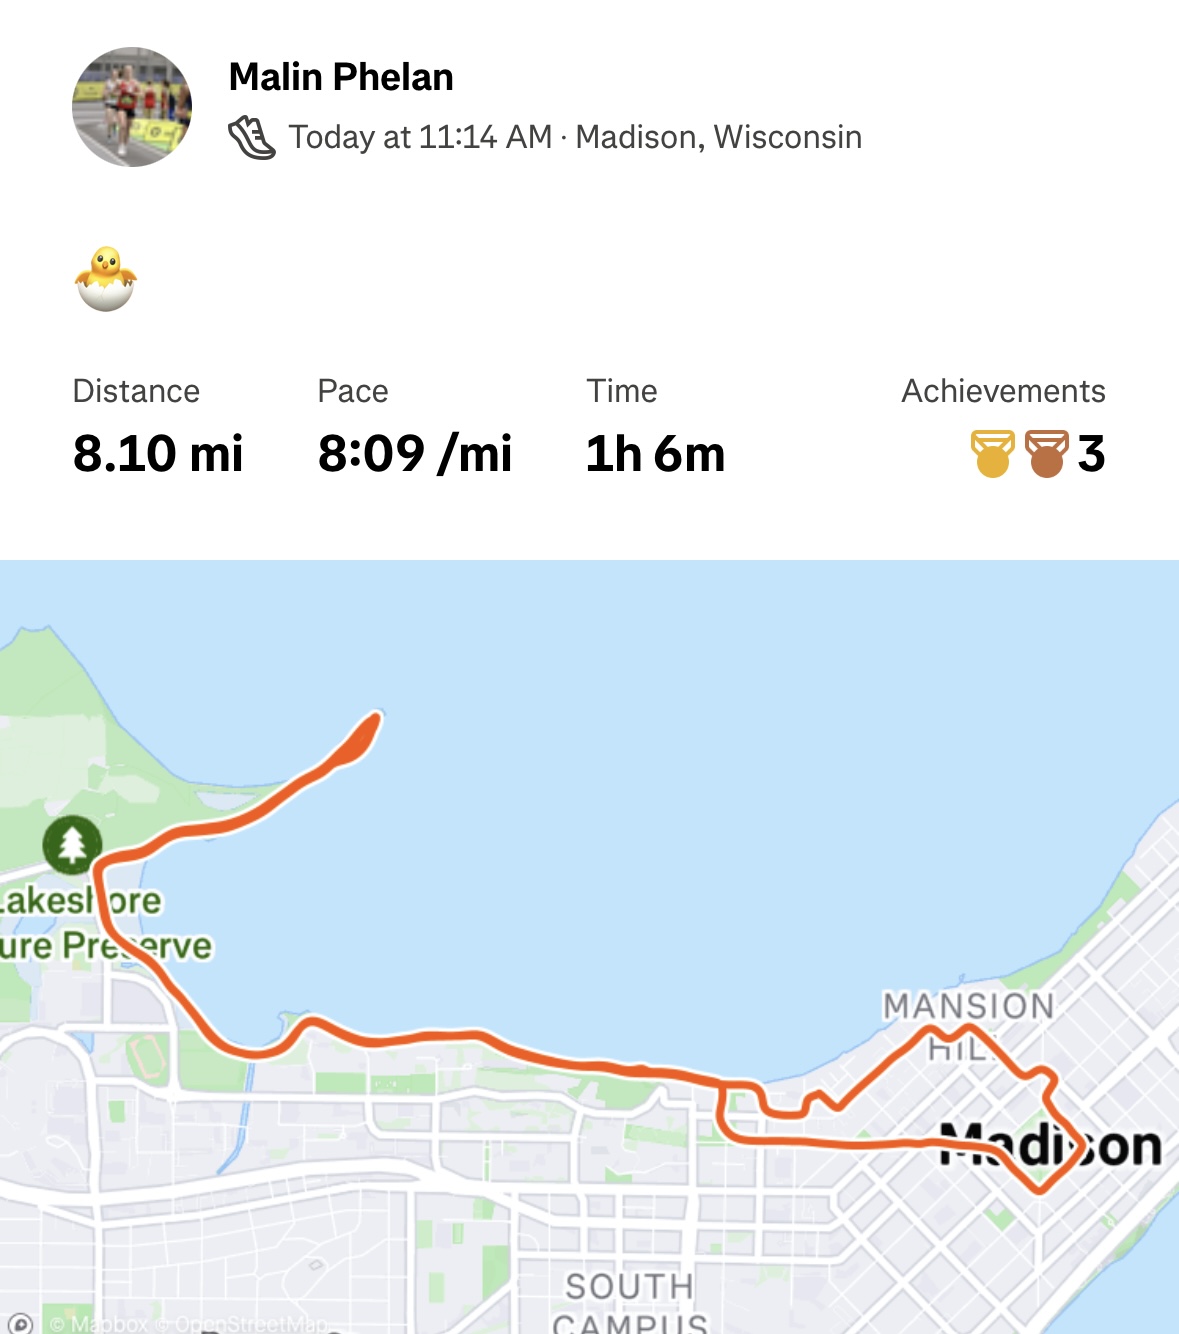 Malin Phelan
Today at 11:14 AM · Madison, Wisconsin
Distance
Pace
Time
Achievements
8.10 mi
8:09 /mi
1h 6m
3
Lakeshore
ure Preserve
MANSION
HILL
Madison
SOUTH
CAMPUS
© Mapbox © OpenStreetMap